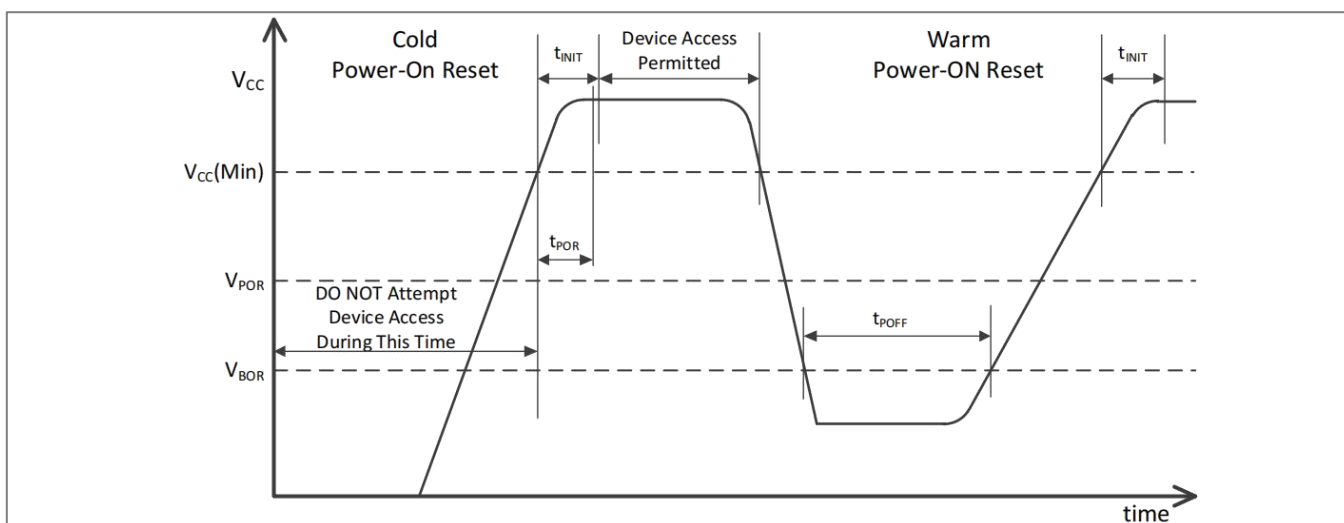 Cold
Power-On Reset
tINIT
Device Access
Permitted
Warm
Power-ON Reset
tINIT
VCC
VCC(Min)
tPOR
VPOR
DO NOT Attempt
Device Access
During This Time
tPOFF
VBOR
time